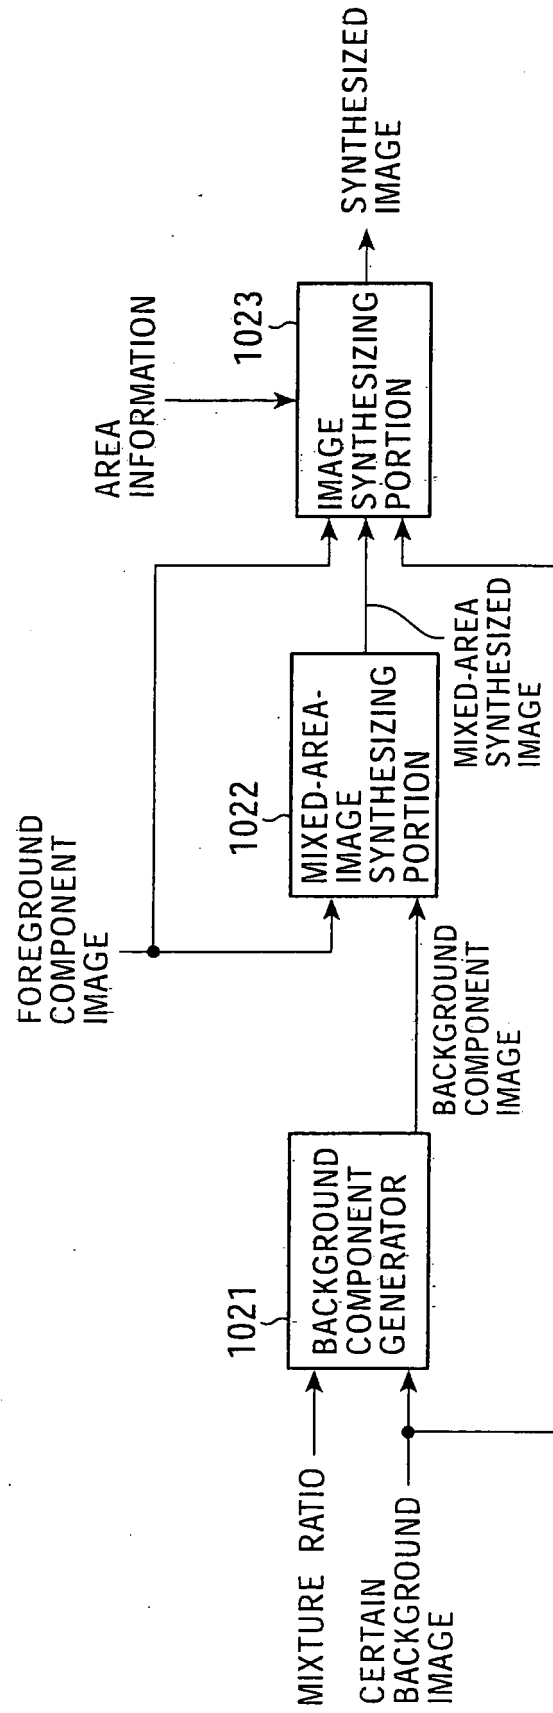 MIXTURE RATIO
CERTAIN
BACKGROUND
IMAGE
1021
BACKGROUND
COMPONENT
GENERATOR
BACKGROUND
COMPONENT
IMAGE
FOREGROUND
COMPONENT
IMAGE
1022
MIXED-AREA-
IMAGE
SYNTHESIZING
PORTION
MIXED-AREA
SYNTHESIZED
IMAGE
AREA
INFORMATION
1023
IMAGE
SYNTHESIZING
PORTION
SYNTHESIZED
IMAGE